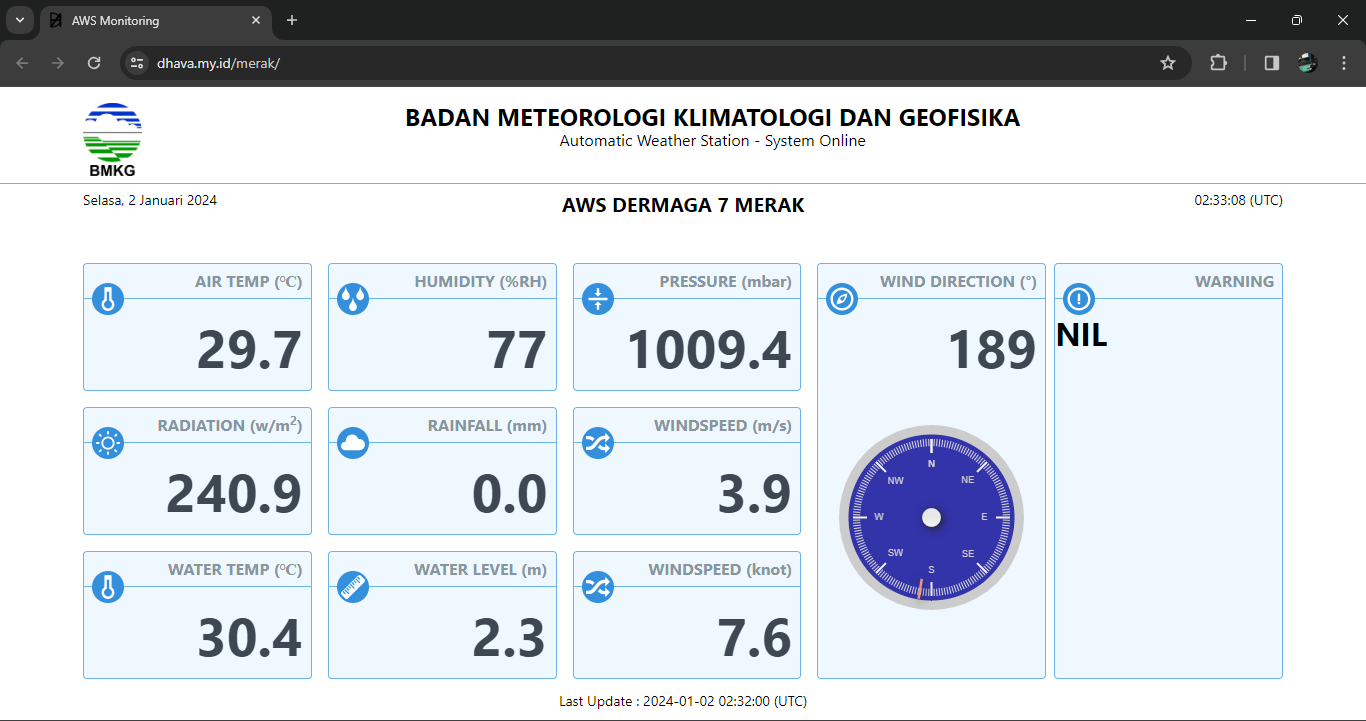 AWS Monitoring
dhava.my.id/merak/
BMKG
BADAN METEOROLOGI KLIMATOLOGI DAN GEOFISIKA
Automatic Weather Station - System Online
Selasa, 2 Januari 2024
AWS DERMAGA 7 MERAK
02:33:08 (UTC)
AIR TEMP (℃)
29.7
HUMIDITY (%RH)
77
PRESSURE (mbar)
1009.4
WIND DIRECTION (°)
189
WARNING
NIL
RADIATION (w/m²)
240.9
RAINFALL (mm)
0.0
WINDSPEED (m/s)
3.9
N
NE
E
SE
S
SW
W
NW
WATER TEMP (℃)
30.4
WATER LEVEL (m)
2.3
WINDSPEED (knot)
7.6
Last Update : 2024-01-02 02:32:00 (UTC)